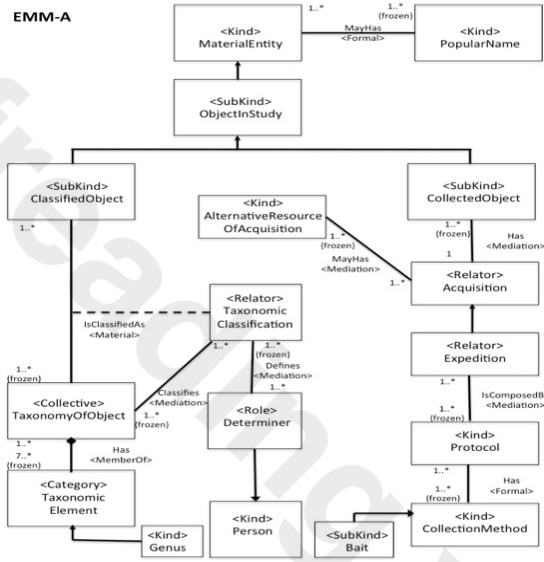 EMM-A
<Kind>
MaterialEntity
1..*
MayHas
<Formal>
1..*
{frozen}
<Kind>
PopularName
<SubKind>
ObjectInStudy
<SubKind>
ClassifiedObject
1..*
<Kind>
AlternativeResource
OfAcquisition
1..*
{frozen}
MayHas
<Mediation>
1..*
<SubKind>
CollectedObject
1..*
{frozen}
Has
<Mediation>
1
<Relator>
Acquisition
<Relator>
Taxonomic
Classification
IsClassifiedAs
<Material>
1..*
1..*
{frozen}
Defines
<Mediation>
1..*
<Relator>
Expedition
1..*
IsComposedB
<Mediation>
1..*
{frozen}
1..*
{frozen}
<Collective>
TaxonomyOfObject
Classifies
<Mediation>
1..*
{frozen}
<Role>
Determiner
<Kind>
Protocol
1..*
7..*
{frozen}
Has
<MemberOf>
1..*
Has
<Formal>
1..*
{frozen}
<Category>
Taxonomic
Element
<Kind>
Genus
<Kind>
Person
<SubKind>
Bait
<Kind>
CollectionMethod